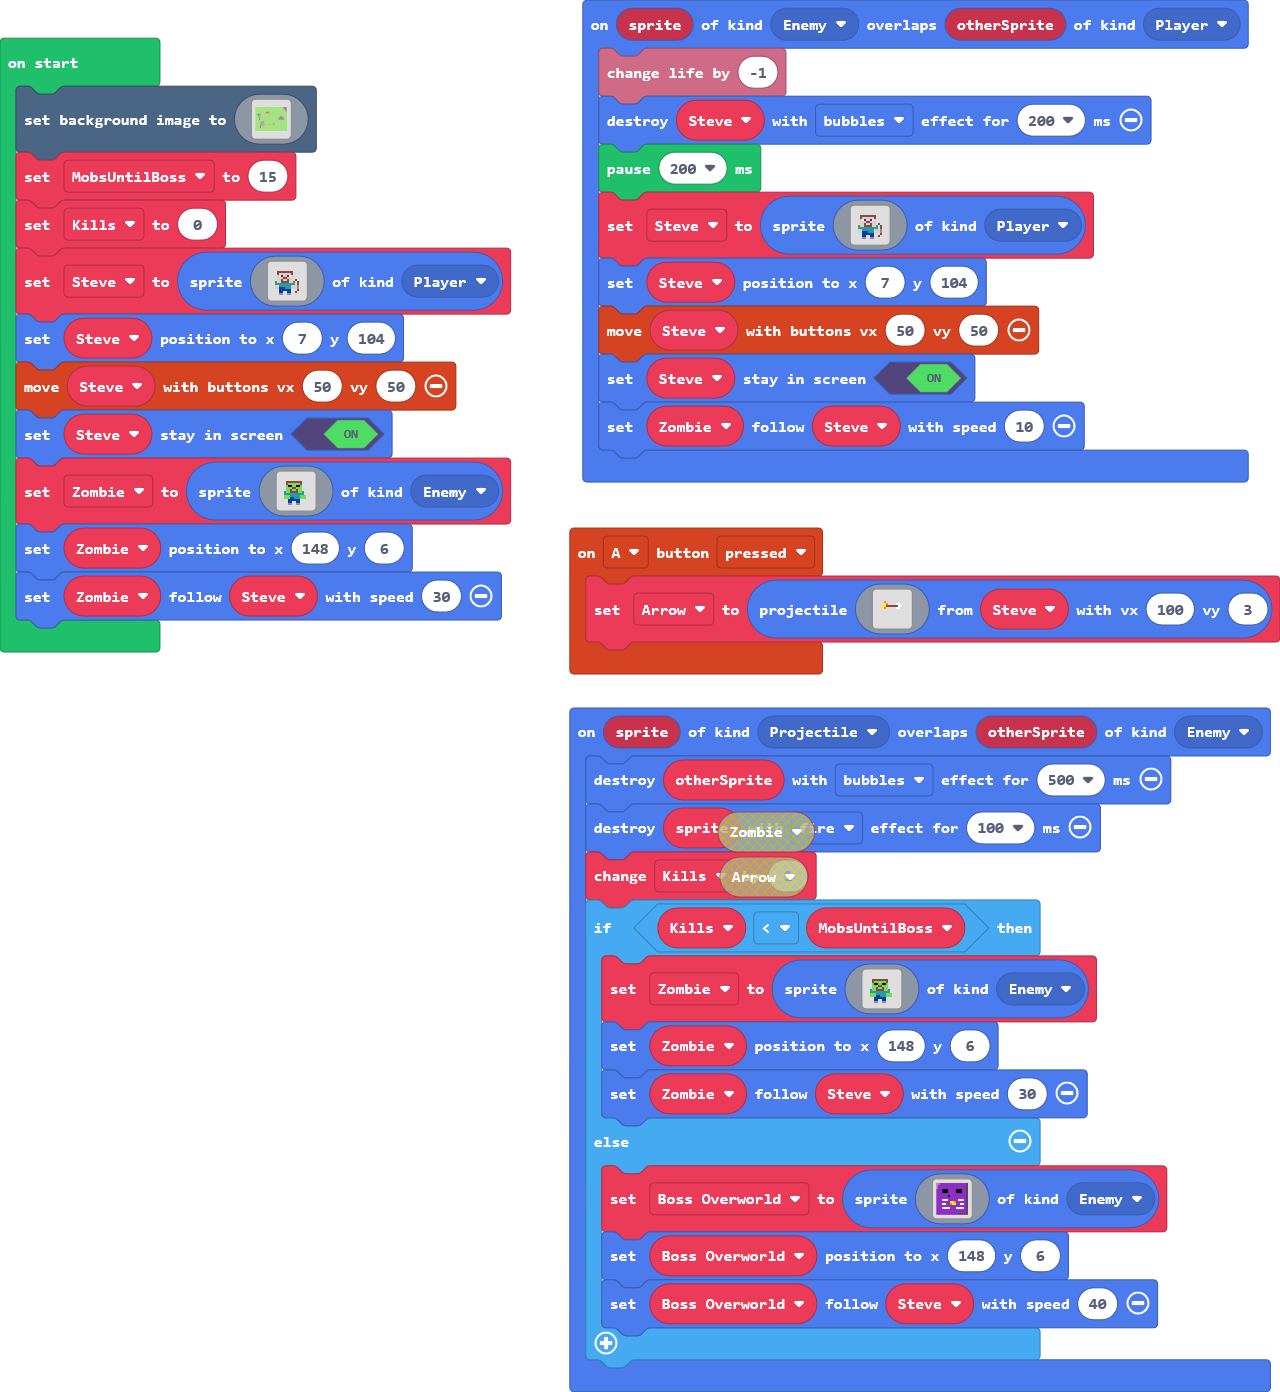 on start
set background image to
set MobsUntilBoss to 15
set Kills to 0
set Steve to sprite of kind Player
set Steve position to x 7 y 104
move Steve with buttons vx 50 vy 50
set Steve stay in screen ON
set Zombie to sprite of kind Enemy
set Zombie position to x 148 y 6
set Zombie follow Steve with speed 30
on sprite of kind Enemy overlaps otherSprite of kind Player
change life by -1
destroy Steve with bubbles effect for 200 ms
pause 200 ms
set Steve to sprite of kind Player
set Steve position to x 7 y 104
move Steve with buttons vx 50 vy 50
set Steve stay in screen ON
set Zombie follow Steve with speed 10
on A button pressed
set Arrow to projectile from Steve with vx 100 vy 3
on sprite of kind Projectile overlaps otherSprite of kind Enemy
destroy otherSprite with bubbles effect for 500 ms
destroy sprite with fire effect for 100 ms
Zombie
change Kills
Arrow
if Kills < MobsUntilBoss then
set Zombie to sprite of kind Enemy
set Zombie position to x 148 y 6
set Zombie follow Steve with speed 30
else
set Boss Overworld to sprite of kind Enemy
set Boss Overworld position to x 148 y 6
set Boss Overworld follow Steve with speed 40